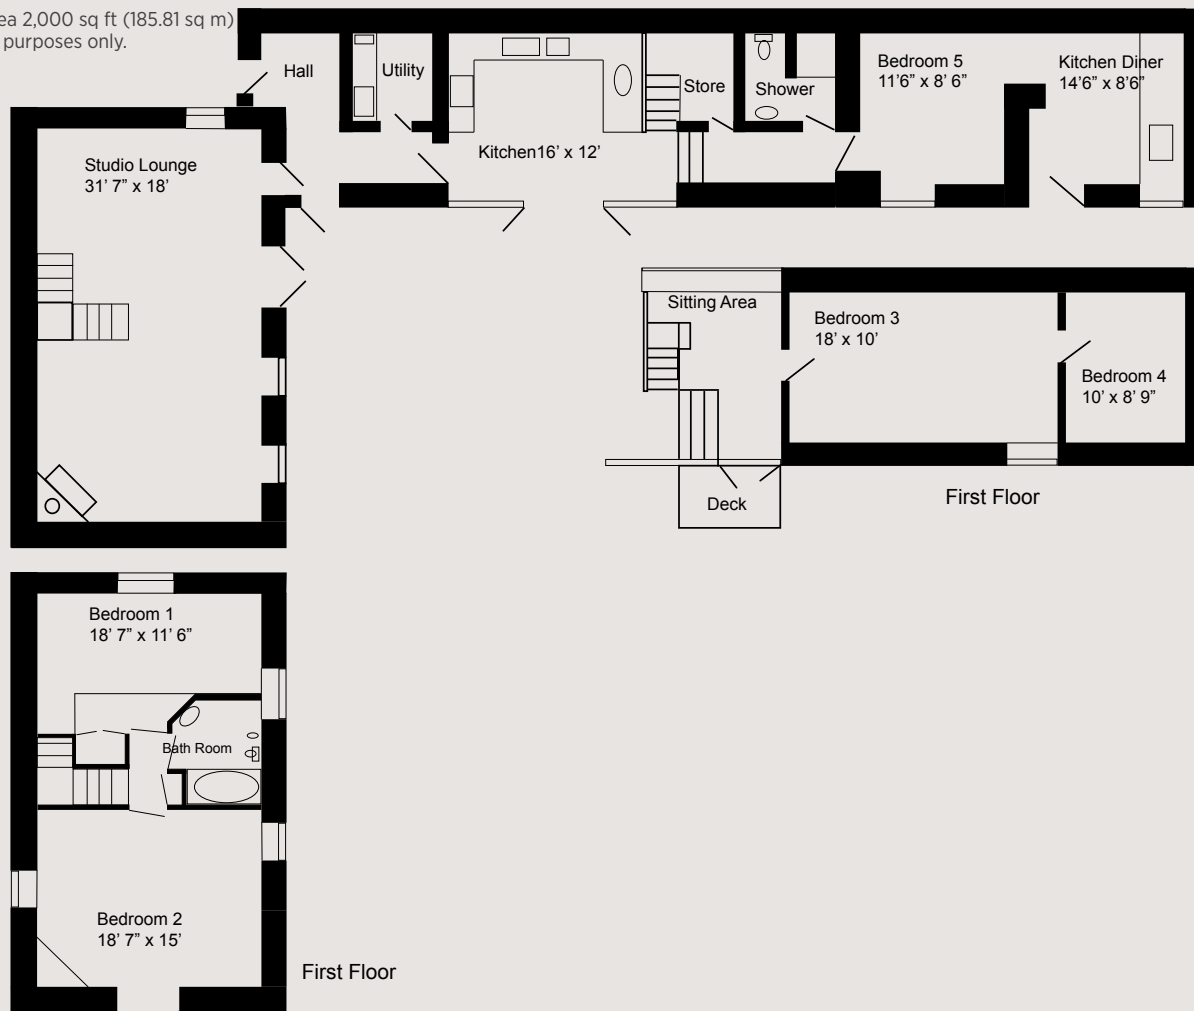 ea 2,000 sq ft (185.81 sq m)
purposes only.
Hall
Utility
Kitchen16' x 12'
Store
Shower
Bedroom 5
11'6” x 8' 6”
Kitchen Diner
14'6” x 8'6”
Studio Lounge
31' 7” x 18'
Sitting Area
Bedroom 3
18' x 10'
Bedroom 4
10' x 8' 9”
Deck
First Floor
Bedroom 1
18' 7” x 11' 6”
Bath Room
Bedroom 2
18' 7” x 15'
First Floor